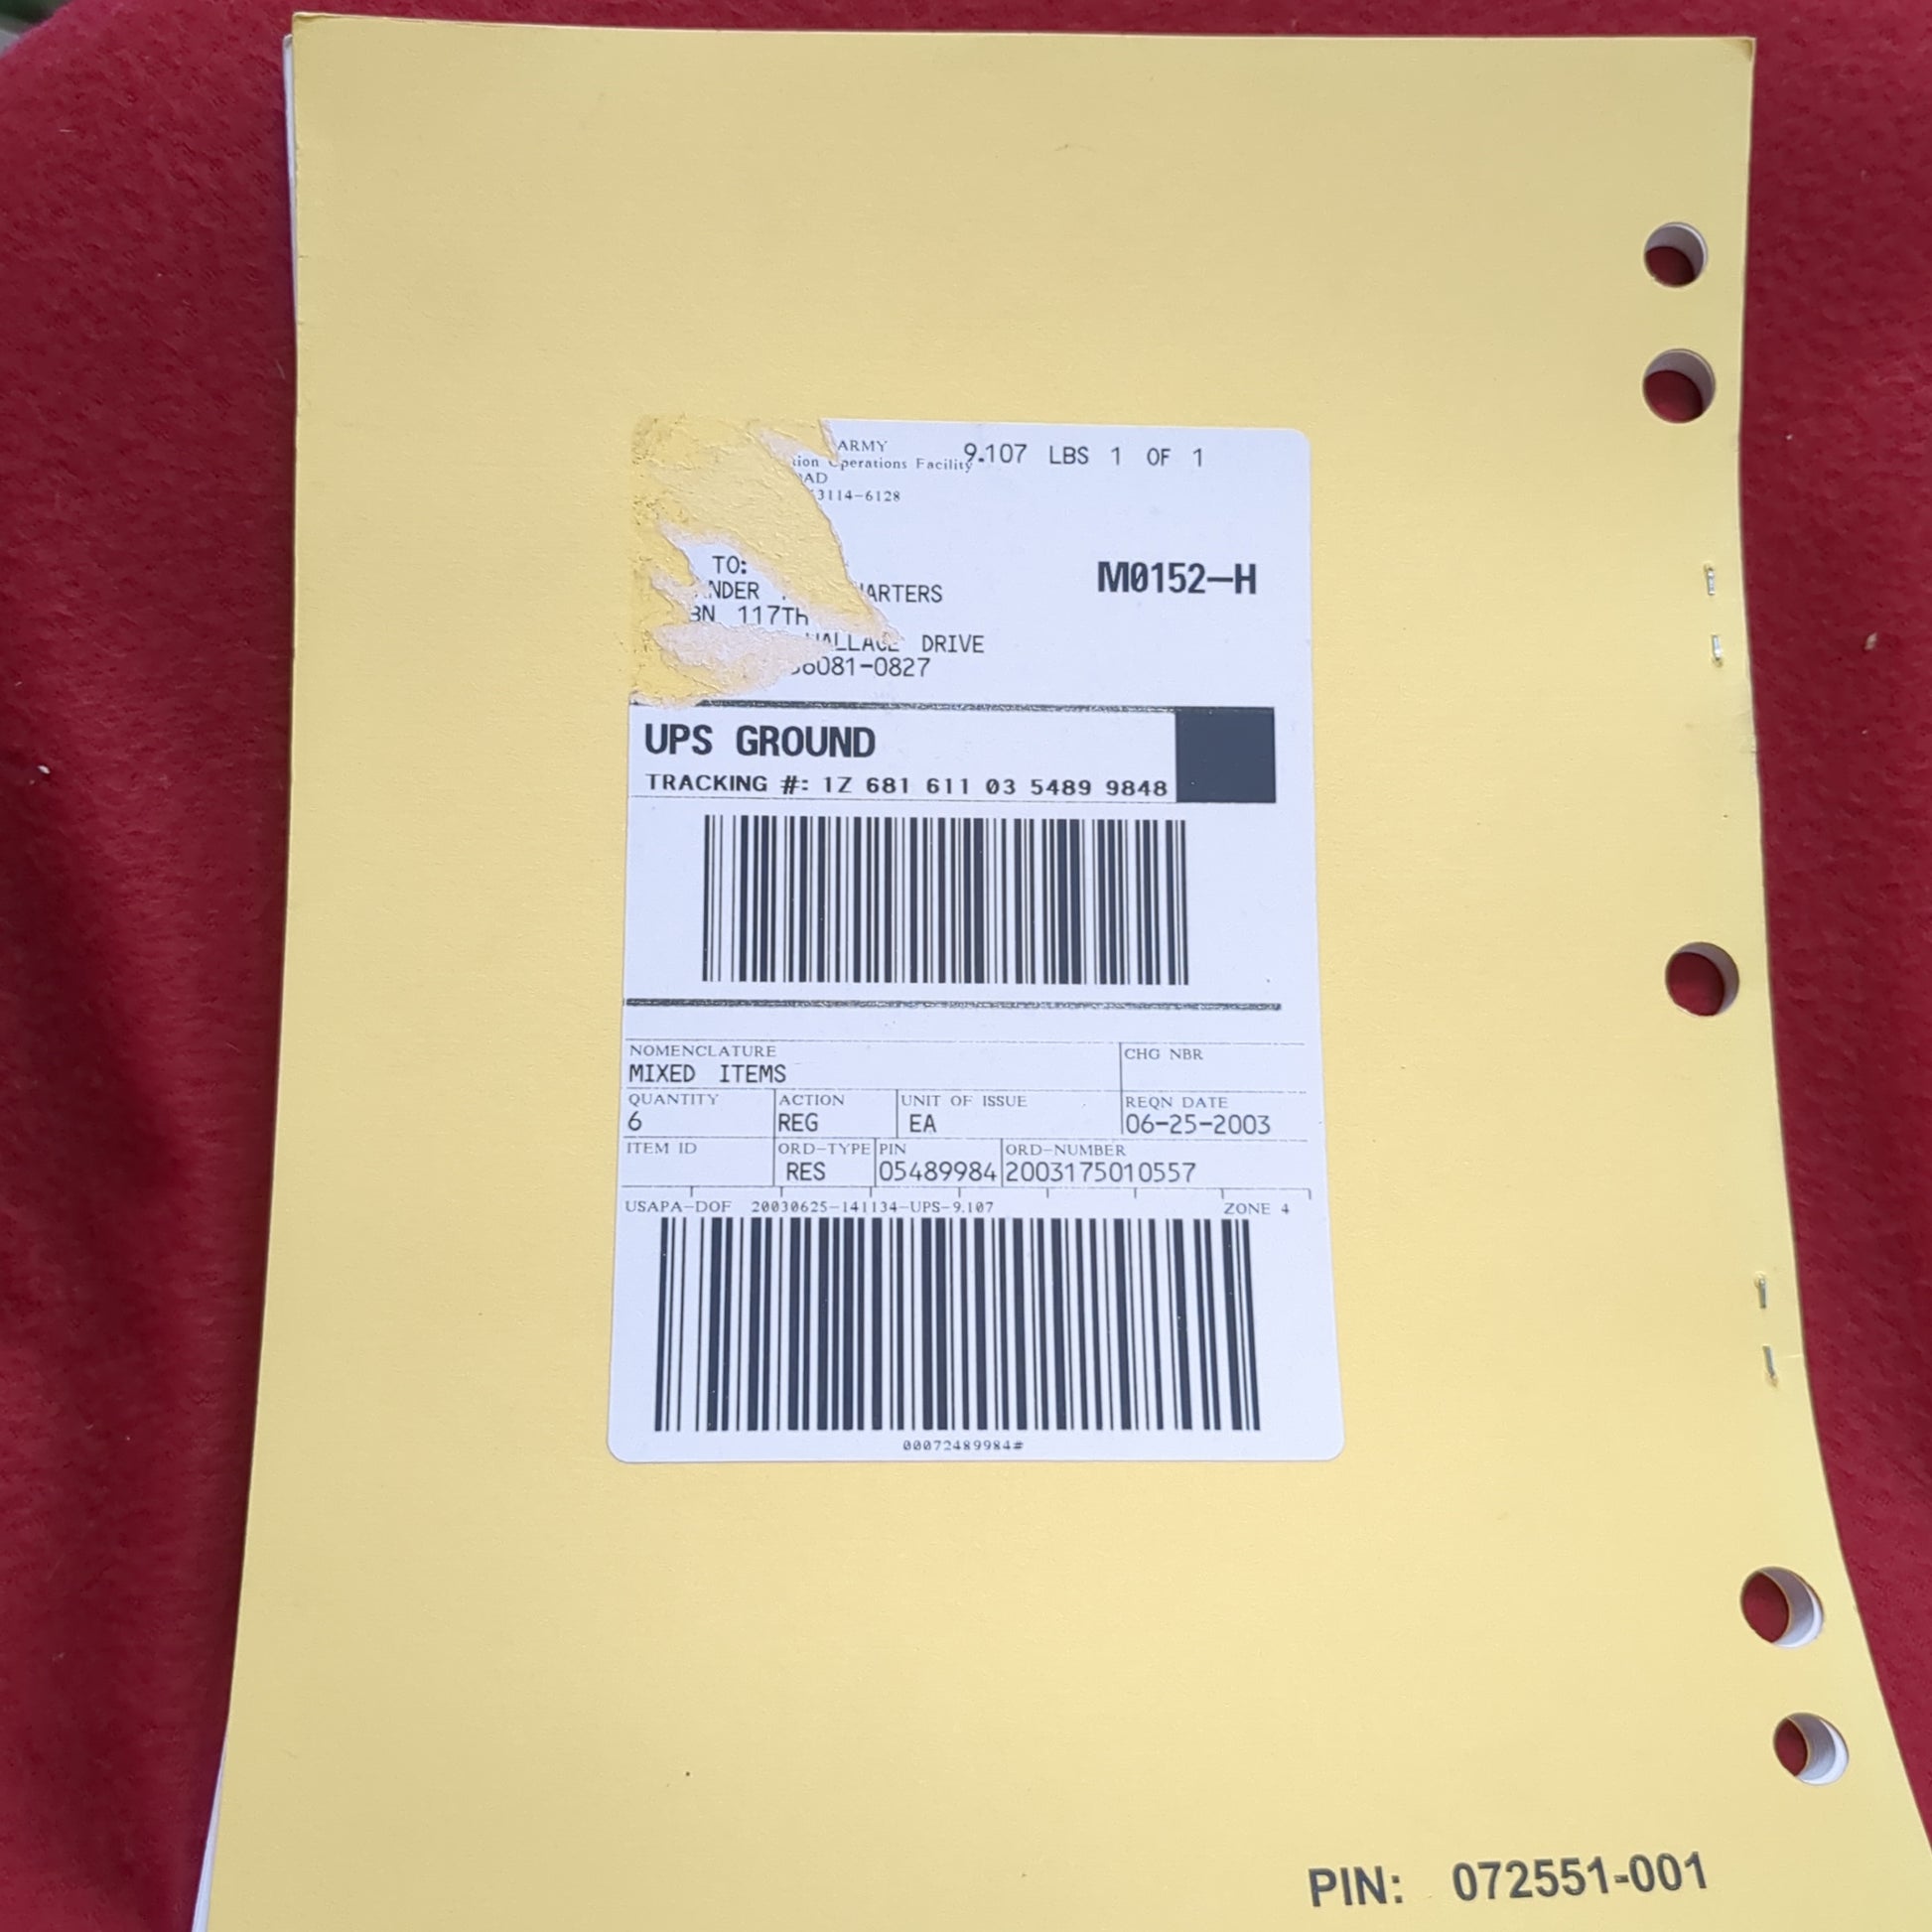 ARMY
Operations Facility
9.107 LBS 1 OF 1
3114-6128
TO:
M0152-H
BN 117TH
WALLACE DRIVE
36081-0827
UPS GROUND
TRACKING #: 1Z 681 611 03 5489 9848
NOMENCLATURE
MIXED ITEMS
CHG NBR
QUANTITY ACTION UNIT OF ISSUE REQN DATE
6 REG EA 06-25-2003
ITEM ID ORD-TYPE PIN ORD-NUMBER
RES 05489984 2003175010557
USAPA-DOF 20030625-141134-UPS-9.107 ZONE 4
00072489984#
PIN: 072551-001